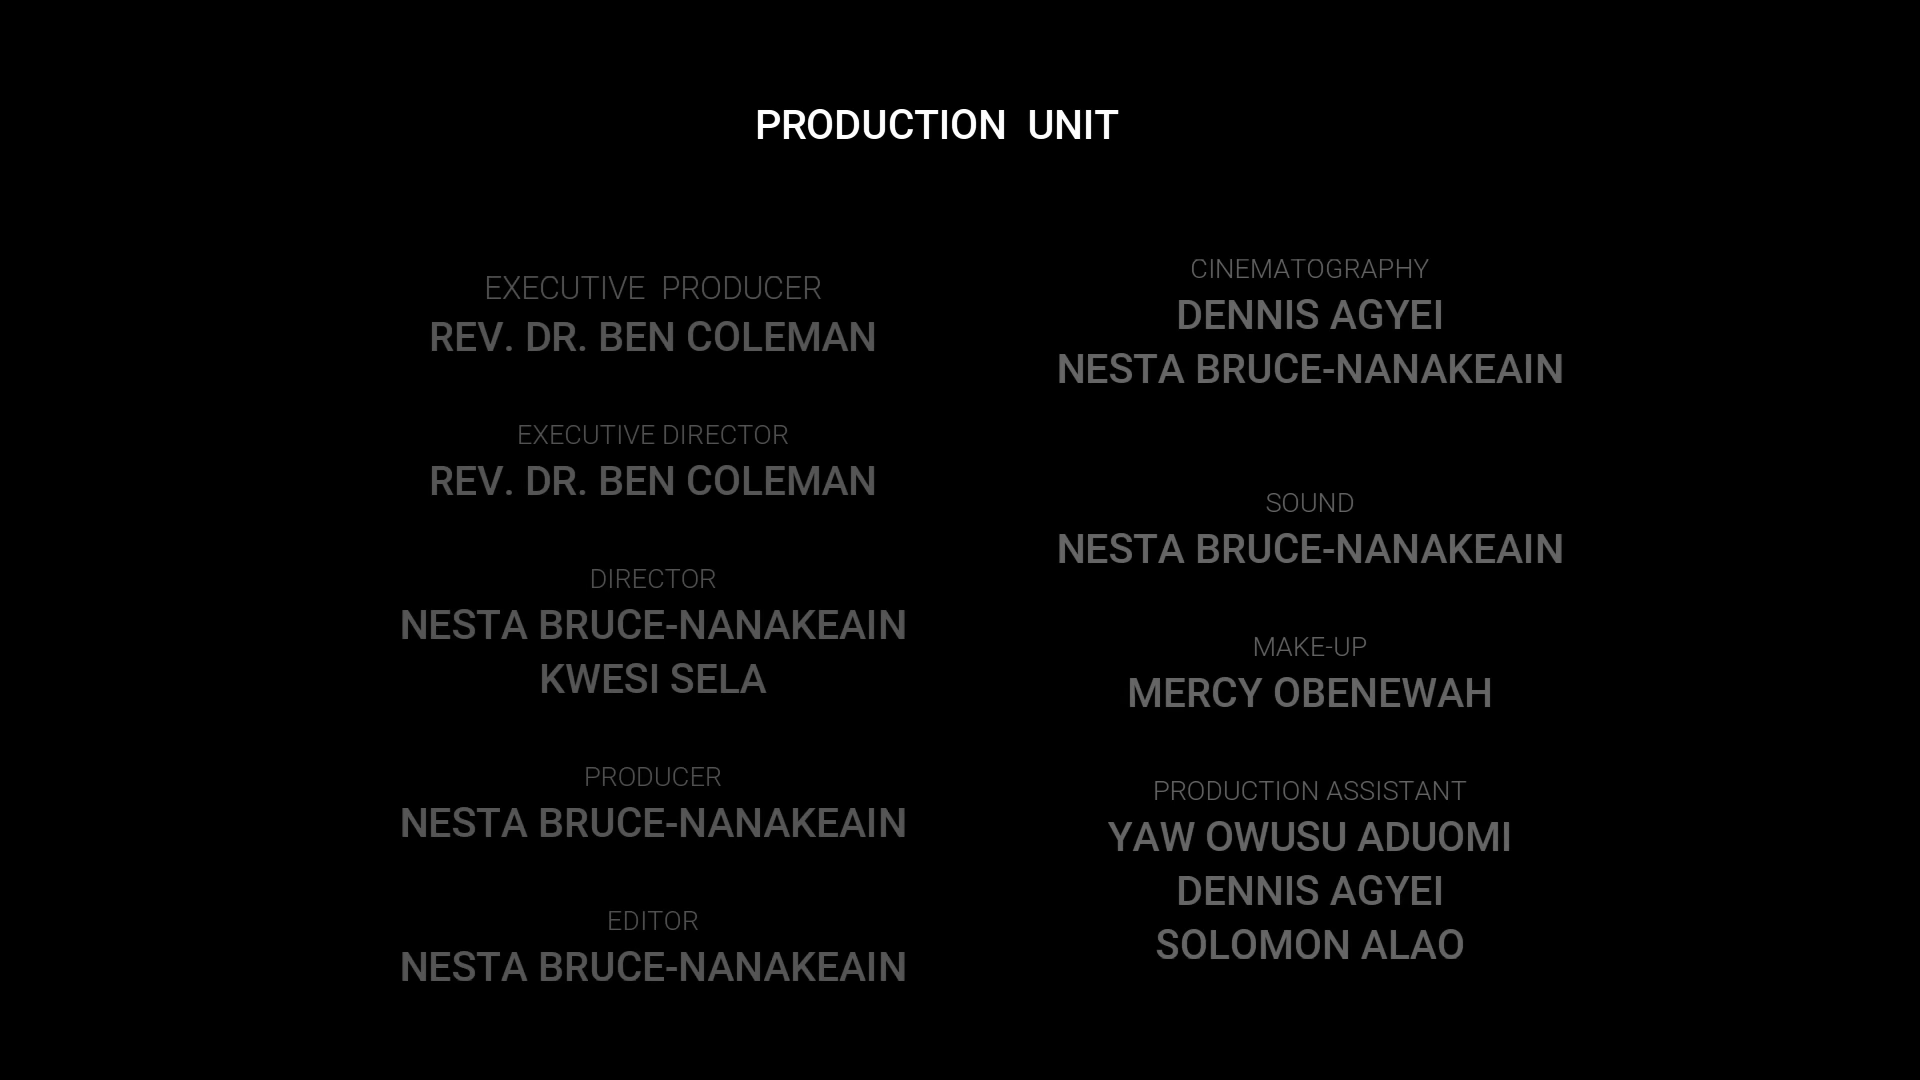 PRODUCTION UNIT
EXECUTIVE PRODUCER
REV. DR. BEN COLEMAN
EXECUTIVE DIRECTOR
REV. DR. BEN COLEMAN
DIRECTOR
NESTA BRUCE-NANAKEAIN
KWESI SELA
PRODUCER
NESTA BRUCE-NANAKEAIN
EDITOR
NESTA BRUCE-NANAKEAIN
CINEMATOGRAPHY
DENNIS AGYEI
NESTA BRUCE-NANAKEAIN
SOUND
NESTA BRUCE-NANAKEAIN
MAKE-UP
MERCY OBENEWAH
PRODUCTION ASSISTANT
YAW OWUSU ADUOMI
DENNIS AGYEI
SOLOMON ALAO